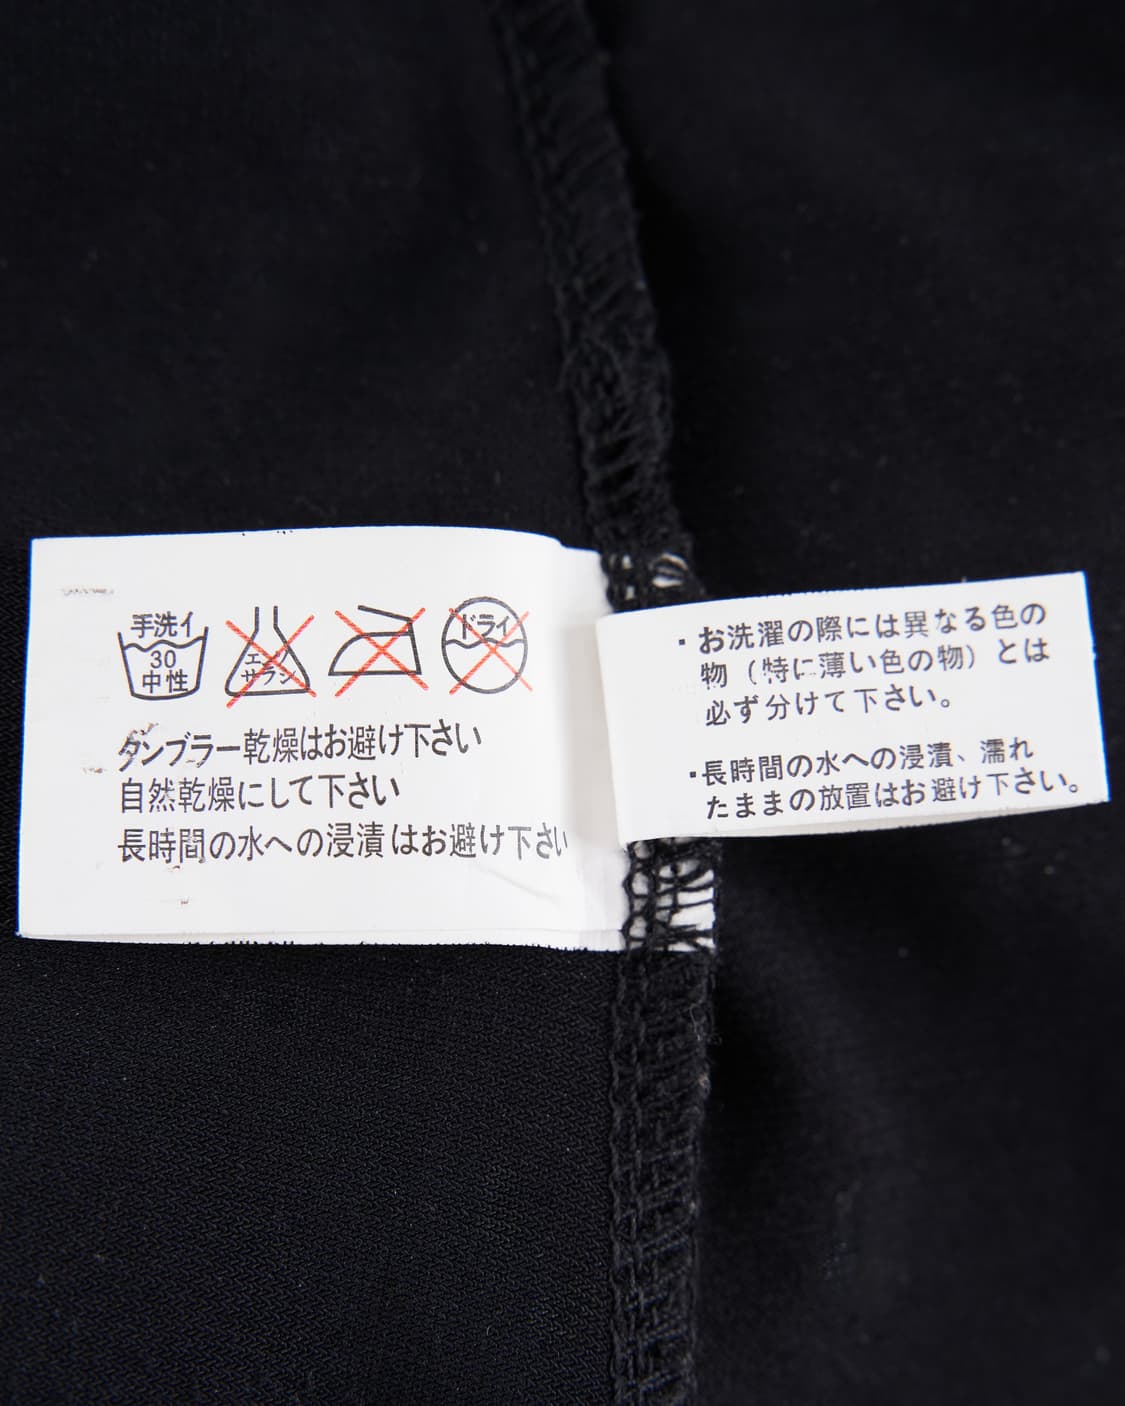 手洗イ
30
中性
エンソ
サラシ
ドライ
タンブラー乾燥はお避け下さい
自然乾燥にして下さい
長時間の水への浸漬はお避け下さい
・お洗濯の際には異なる色の
物（特に薄い色の物）とは
必ず分けて下さい。
・長時間の水への浸漬、濡れ
たままの放置はお避け下さい。